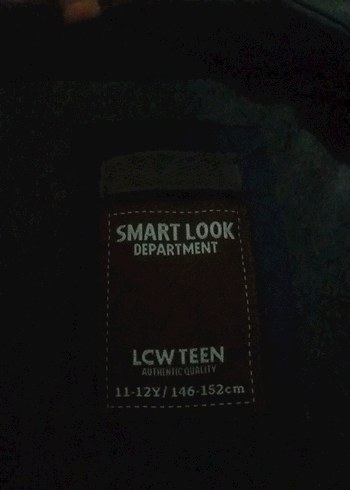 SMART LOOK
DEPARTMENT
LCW TEEN
AUTHENTIC QUALITY
11-12Y/ 146-152cm